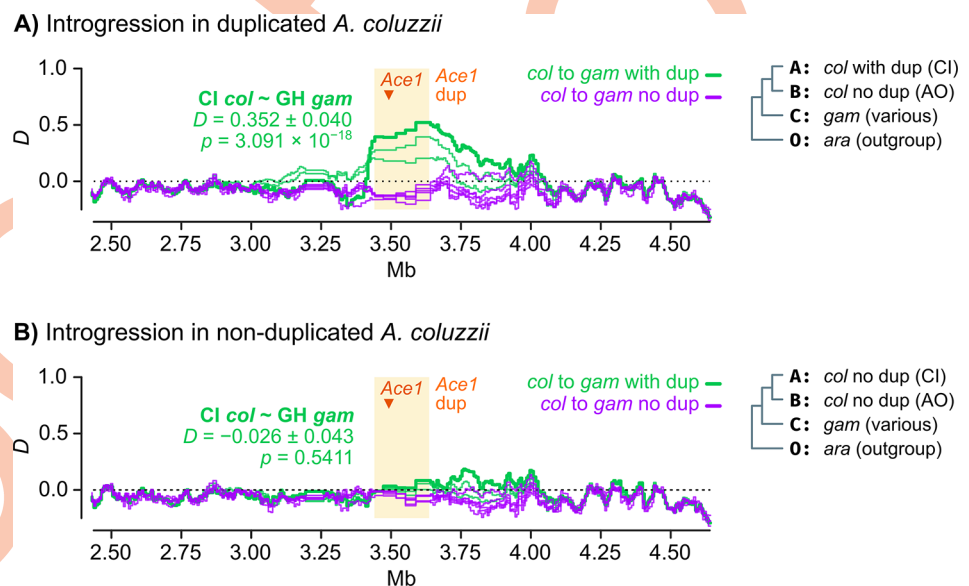 A) Introgression in duplicated A. coluzzii
1.0
0.5
0.0
D
CI col ~ GH gam
D = 0.352 ± 0.040
p = 3.091 × 10⁻¹⁸
Ace1
Ace1
dup
col to gam with dup
col to gam no dup
A: col with dup (CI)
B: col no dup (AO)
C: gam (various)
O: ara (outgroup)
2.50 2.75 3.00 3.25 3.50 3.75 4.00 4.25 4.50
Mb
B) Introgression in non-duplicated A. coluzzii
1.0
0.5
0.0
D
CI col ~ GH gam
D = −0.026 ± 0.043
p = 0.5411
Ace1
Ace1
dup
col to gam with dup
col to gam no dup
A: col no dup (CI)
B: col no dup (AO)
C: gam (various)
O: ara (outgroup)
2.50 2.75 3.00 3.25 3.50 3.75 4.00 4.25 4.50
Mb